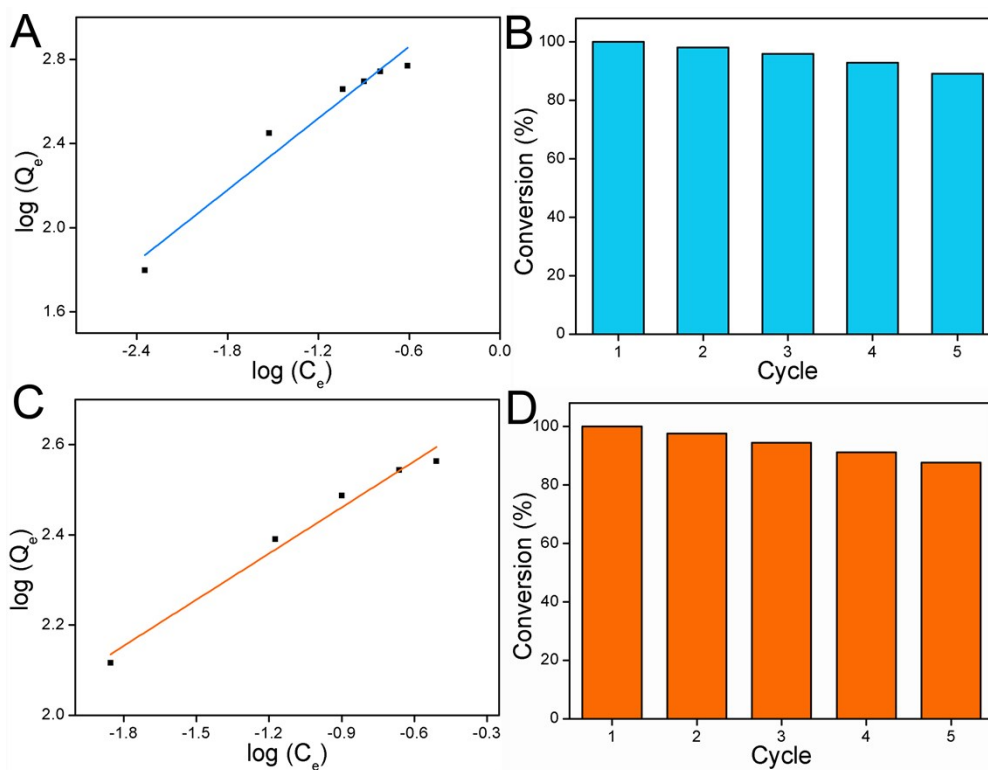 A
log (Qₑ)
2.8
2.4
2.0
1.6
-2.4 -1.8 -1.2 -0.6 0.0
log (Cₑ)
B
Conversion (%)
100
80
60
40
20
0
1 2 3 4 5
Cycle
C
log (Qₑ)
2.6
2.4
2.2
2.0
-1.8 -1.5 -1.2 -0.9 -0.6 -0.3
log (Cₑ)
D
Conversion (%)
100
80
60
40
20
0
1 2 3 4 5
Cycle